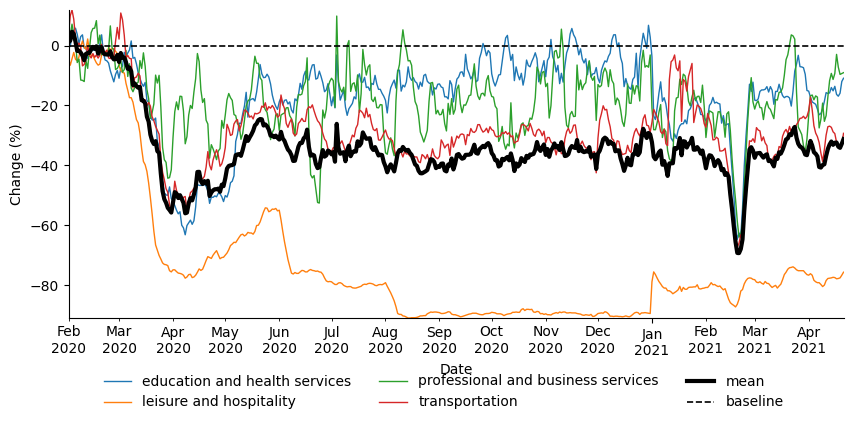 Change (%)
0
−20
−40
−60
−80
Feb Mar Apr May Jun Jul Aug Sep Oct Nov Dec Jan Feb Mar Apr
2020 2020 2020 2020 2020 2020 2020 2020 2020 2020 2020 2021 2021 2021 2021
Date
education and health services professional and business services mean
leisure and hospitality transportation baseline